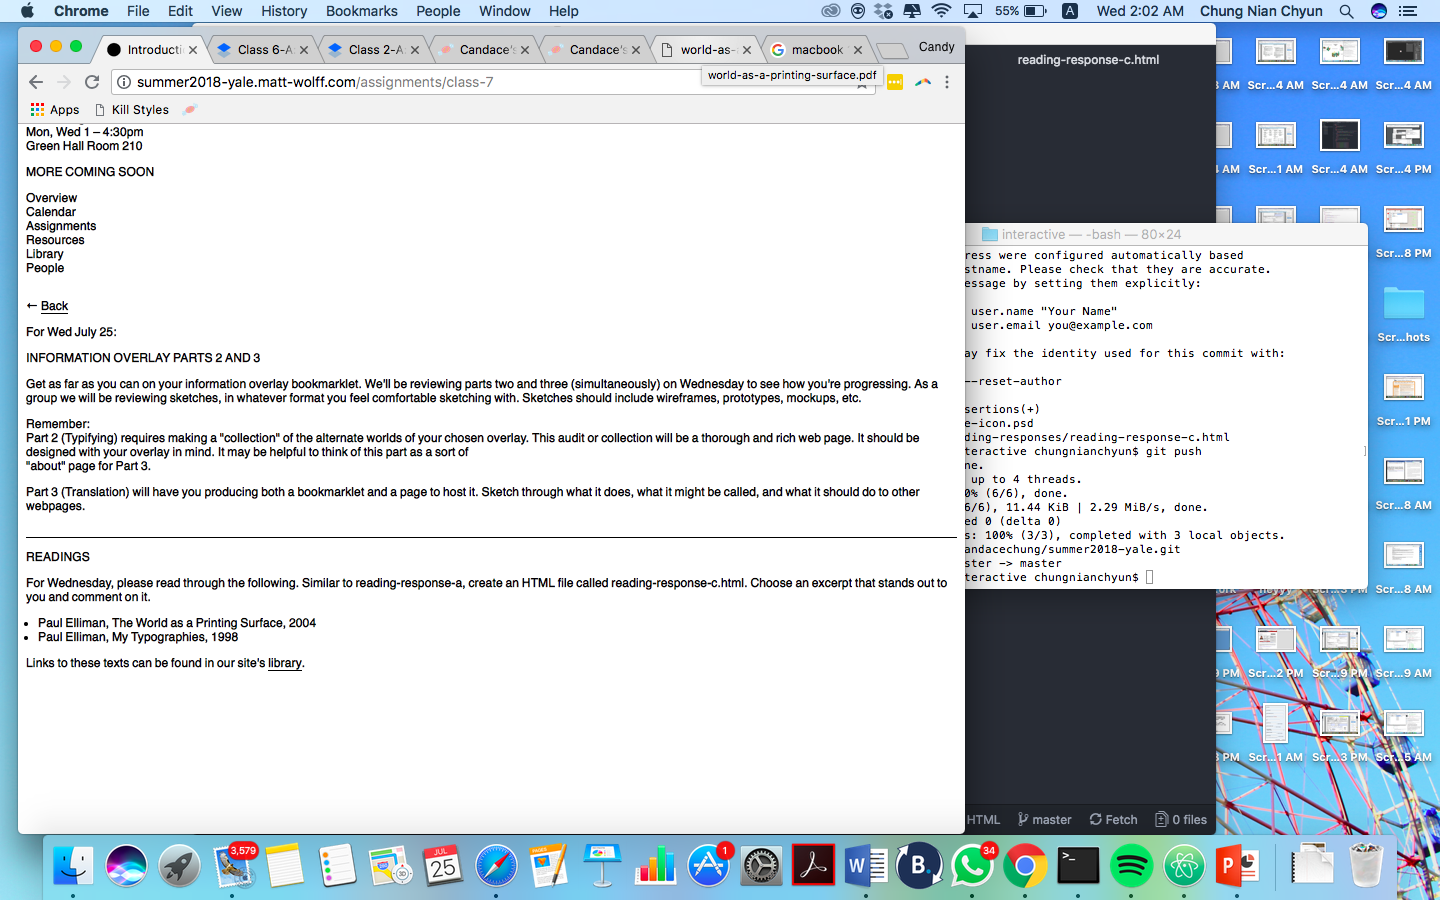 Chrome File Edit View History Bookmarks People Window Help
55% A Wed 2:02 AM Chung Nian Chyun
Introducti Class 6-A Class 2-A Candace's Candace's world-as- macbook Candy
summer2018-yale.matt-wolff.com/assignments/class-7
world-as-a-printing-surface.pdf
Apps Kill Styles
Mon, Wed 1 – 4:30pm
Green Hall Room 210
MORE COMING SOON
Overview
Calendar
Assignments
Resources
Library
People
← Back
For Wed July 25:
INFORMATION OVERLAY PARTS 2 AND 3
Get as far as you can on your information overlay bookmarklet. We'll be reviewing parts two and three (simultaneously) on Wednesday to see how you're progressing. As a
group we will be reviewing sketches, in whatever format you feel comfortable sketching with. Sketches should include wireframes, prototypes, mockups, etc.
Remember:
Part 2 (Typifying) requires making a "collection" of the alternate worlds of your chosen overlay. This audit or collection will be a thorough and rich web page. It should be
designed with your overlay in mind. It may be helpful to think of this part as a sort of
"about" page for Part 3.
Part 3 (Translation) will have you producing both a bookmarklet and a page to host it. Sketch through what it does, what it might be called, and what it should do to other
webpages.
READINGS
For Wednesday, please read through the following. Similar to reading-response-a, create an HTML file called reading-response-c.html. Choose an excerpt that stands out to
you and comment on it.
• Paul Elliman, The World as a Printing Surface, 2004
• Paul Elliman, My Typographies, 1998
Links to these texts can be found in our site's library.
reading-response-c.html
interactive — -bash — 80×24
ress were configured automatically based
stname. Please check that they are accurate.
essage by setting them explicitly:
user.name "Your Name"
user.email you@example.com
ay fix the identity used for this commit with:
--reset-author
sertions(+)
e-icon.psd
ding-responses/reading-response-c.html
teractive chungnianchyun$ git push
ne.
up to 4 threads.
0% (6/6), done.
6/6), 11.44 KiB | 2.29 MiB/s, done.
ed 0 (delta 0)
s: 100% (3/3), completed with 3 local objects.
andacechung/summer2018-yale.git
ster -> master
teractive chungnianchyun$
HTML master Fetch 0 files
3 AM Scr...4 AM Scr...4 AM Scr...4 AM
4 AM Scr...1 AM Scr...4 AM Scr...4 PM
Scr...8 PM
Scr...hots
Scr...1 PM
Scr...8 AM
Scr...8 AM
9 PM Scr...2 PM Scr...9 PM Scr...9 AM
3 PM Scr...1 AM Scr...3 PM Scr...5 AM
3,579 JUL 25 PAGES 1 34